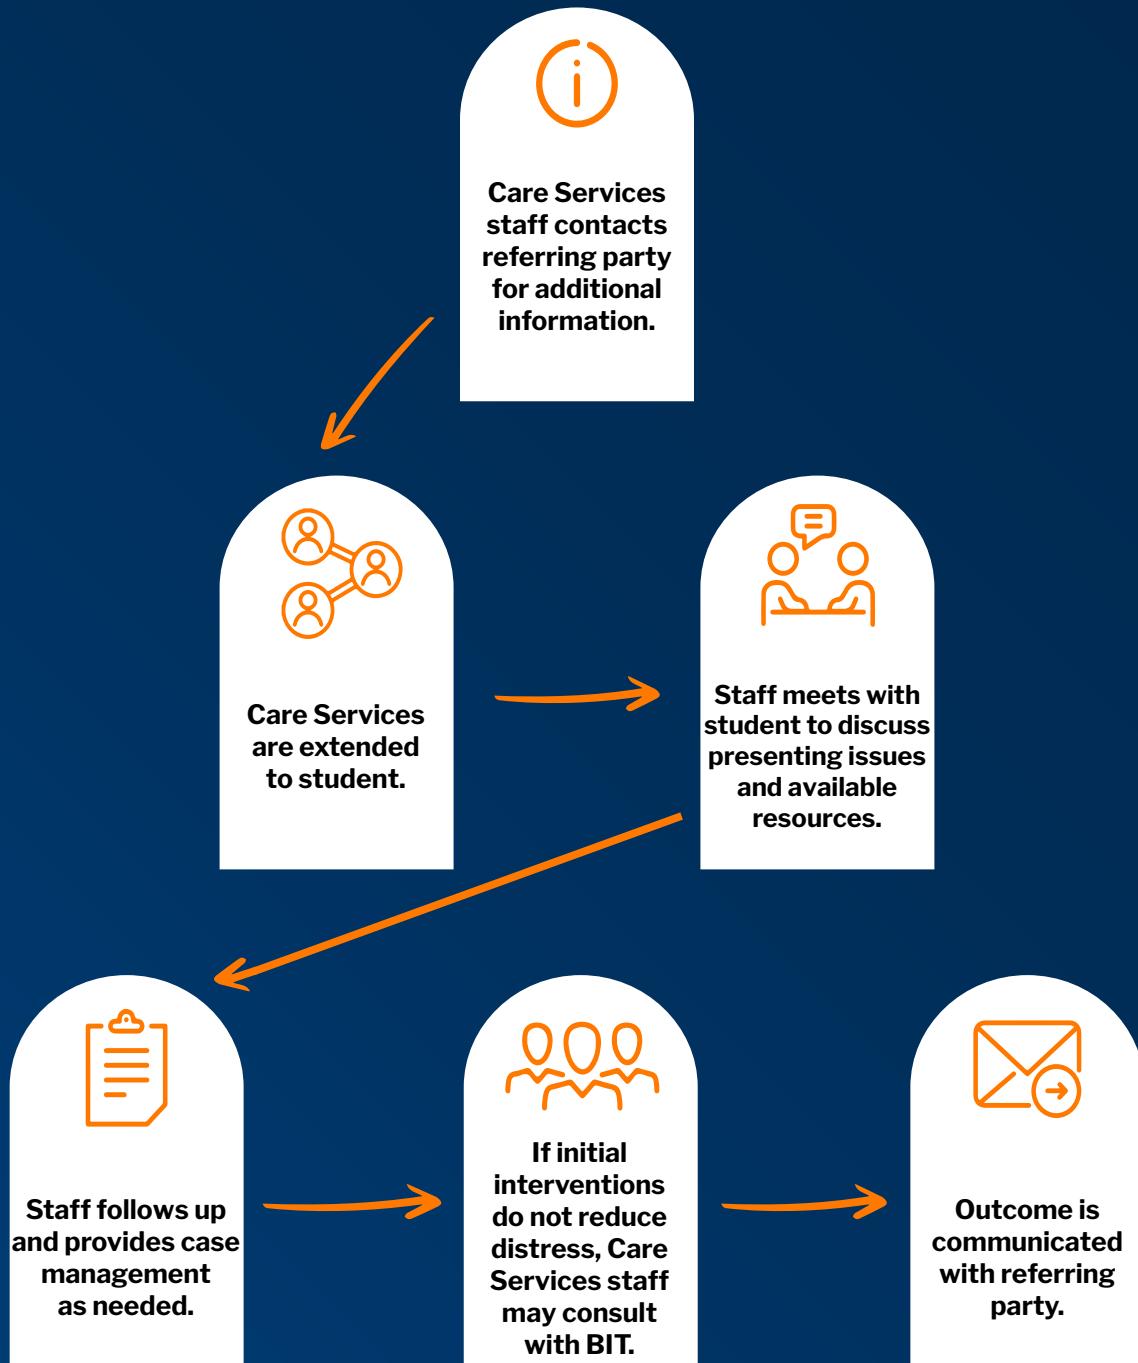 Care Services
staff contacts
referring party
for additional
information.
Care Services
are extended
to student.
Staff meets with
student to discuss
presenting issues
and available
resources.
Staff follows up
and provides case
management
as needed.
If initial
interventions
do not reduce
distress, Care
Services staff
may consult
with BIT.
Outcome is
communicated
with referring
party.